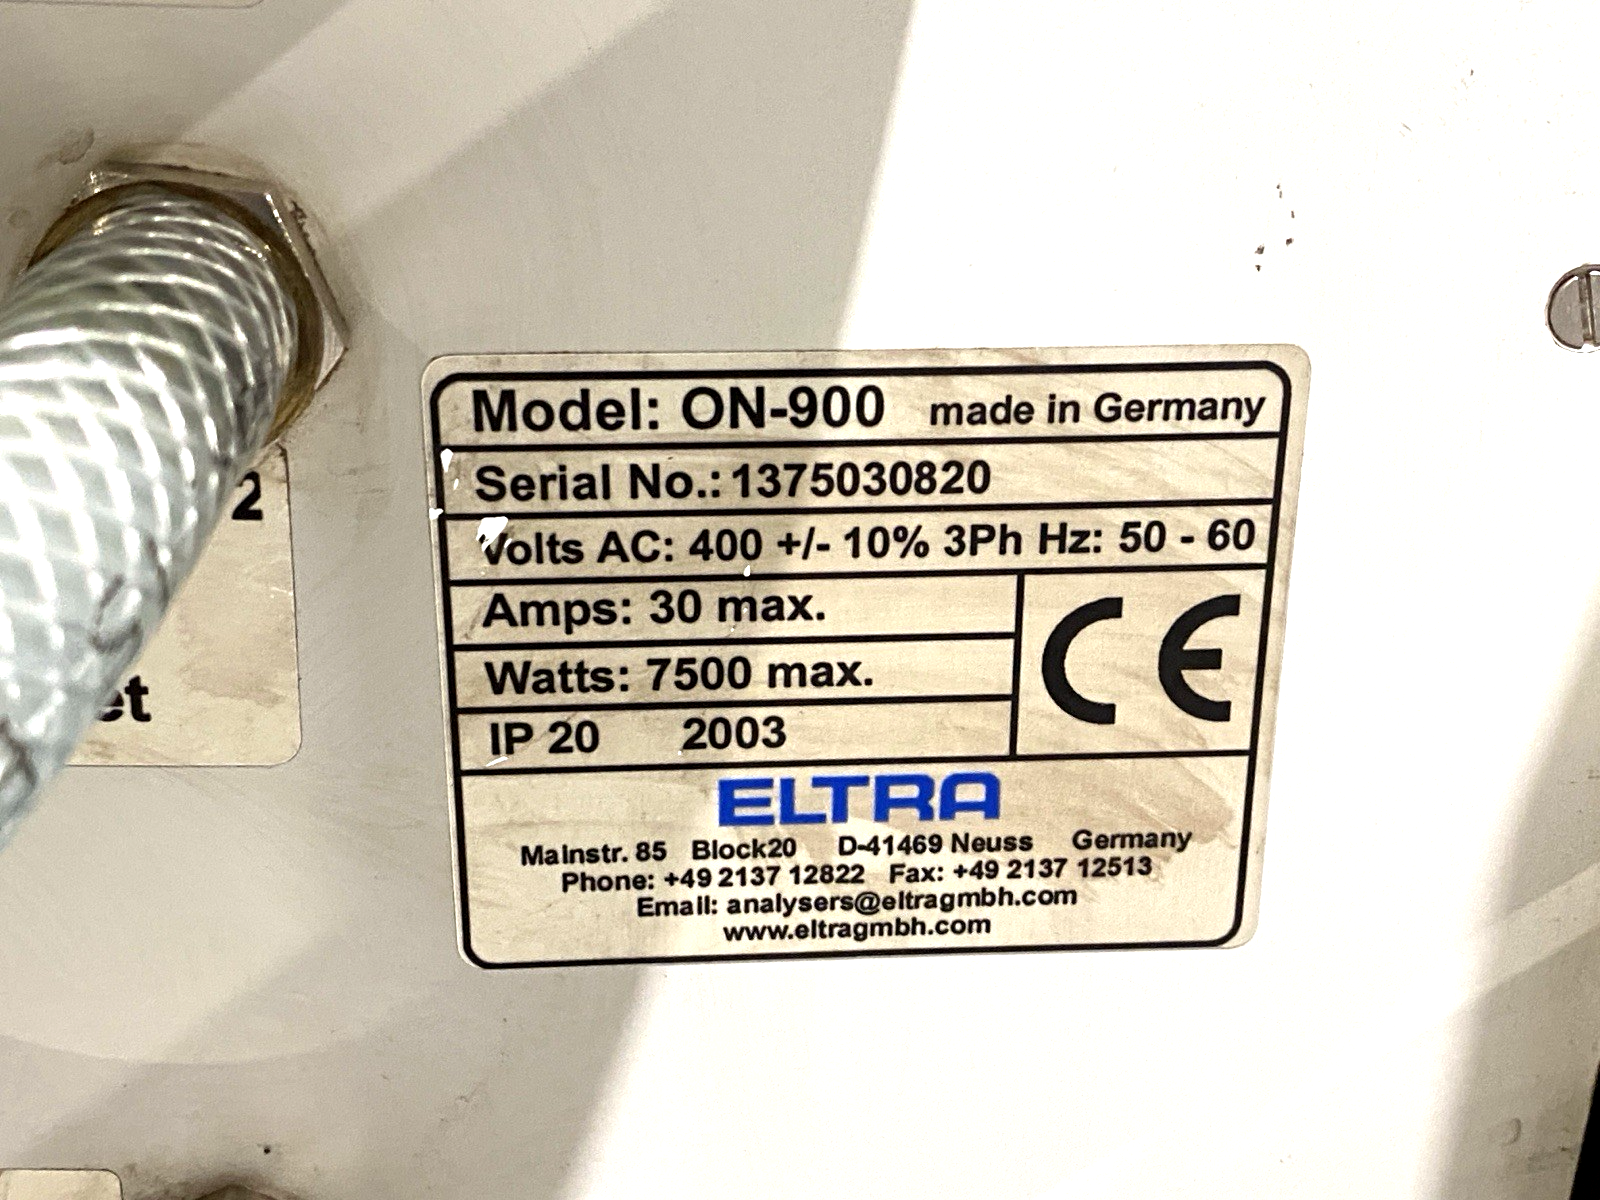 Model: ON-900 made in Germany
Serial No.: 1375030820
Volts AC: 400 +/- 10% 3Ph Hz: 50 - 60
Amps: 30 max.
Watts: 7500 max.
IP 20 2003
CE
ELTRA
Mainstr. 85 Block20 D-41469 Neuss Germany
Phone: +49 2137 12822 Fax: +49 2137 12513
Email: analysers@eltragmbh.com
www.eltragmbh.com
2